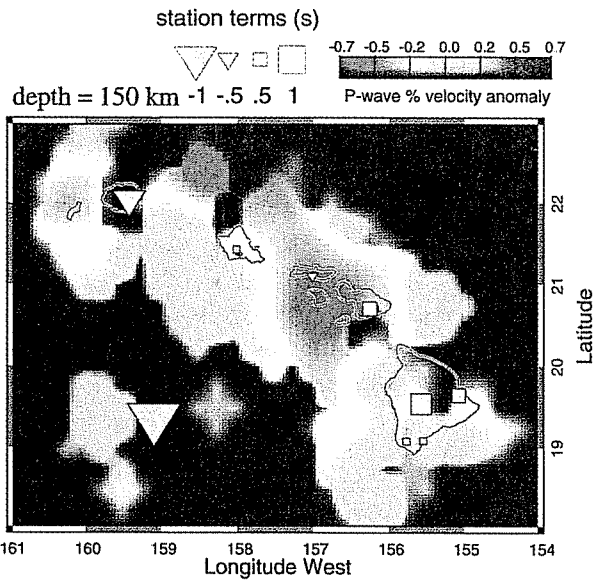 station terms (s)
-0.7 -0.5 -0.2 0.0 0.2 0.5 0.7
depth = 150 km -1 -.5 .5 1
P-wave % velocity anomaly
22
21
20
19
Latitude
161 160 159 158 157 156 155 154
Longitude West